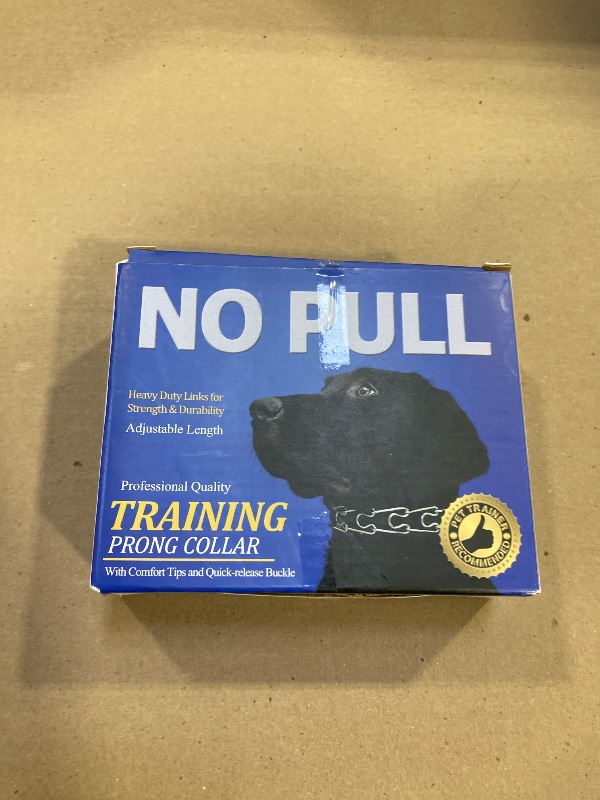 NO PULL
Heavy Duty Links for
Strength & Durability
Adjustable Length
Professional Quality
TRAINING
PRONG COLLAR
With Comfort Tips and Quick-release Buckle
PET TRAINER
RECOMMENDED